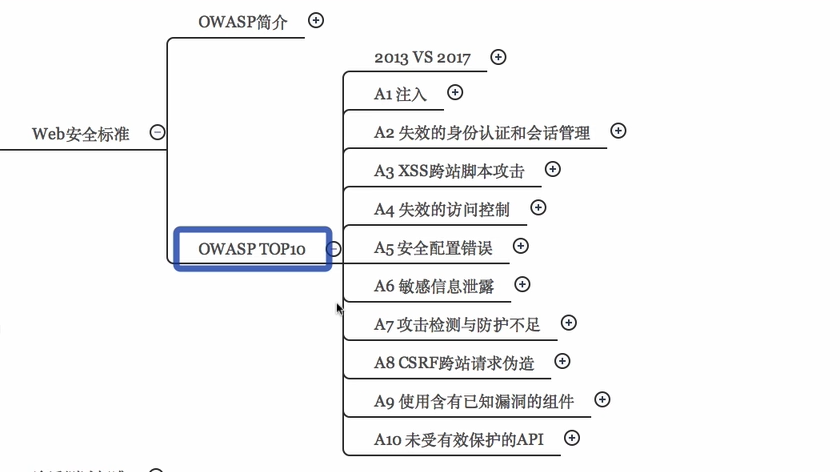 OWASP简介
2013 VS 2017
A1 注入
Web安全标准
A2 失效的身份认证和会话管理
A3 XSS跨站脚本攻击
A4 失效的访问控制
OWASP TOP10
A5 安全配置错误
A6 敏感信息泄露
A7 攻击检测与防护不足
A8 CSRF跨站请求伪造
A9 使用含有已知漏洞的组件
A10 未受有效保护的API